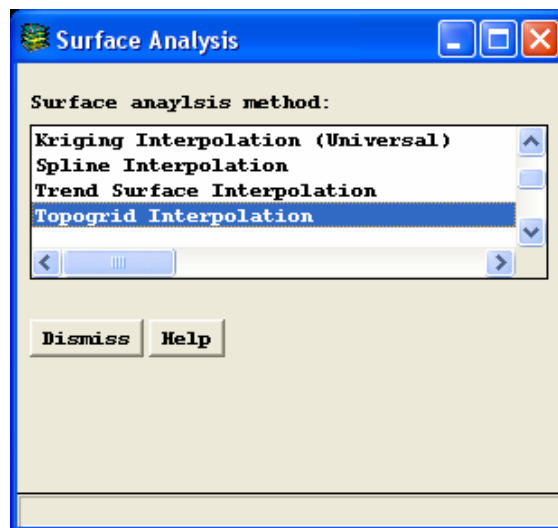 Surface Analysis
Surface anaylsis method:
Kriging Interpolation (Universal)
Spline Interpolation
Trend Surface Interpolation
Topogrid Interpolation
Dismiss Help